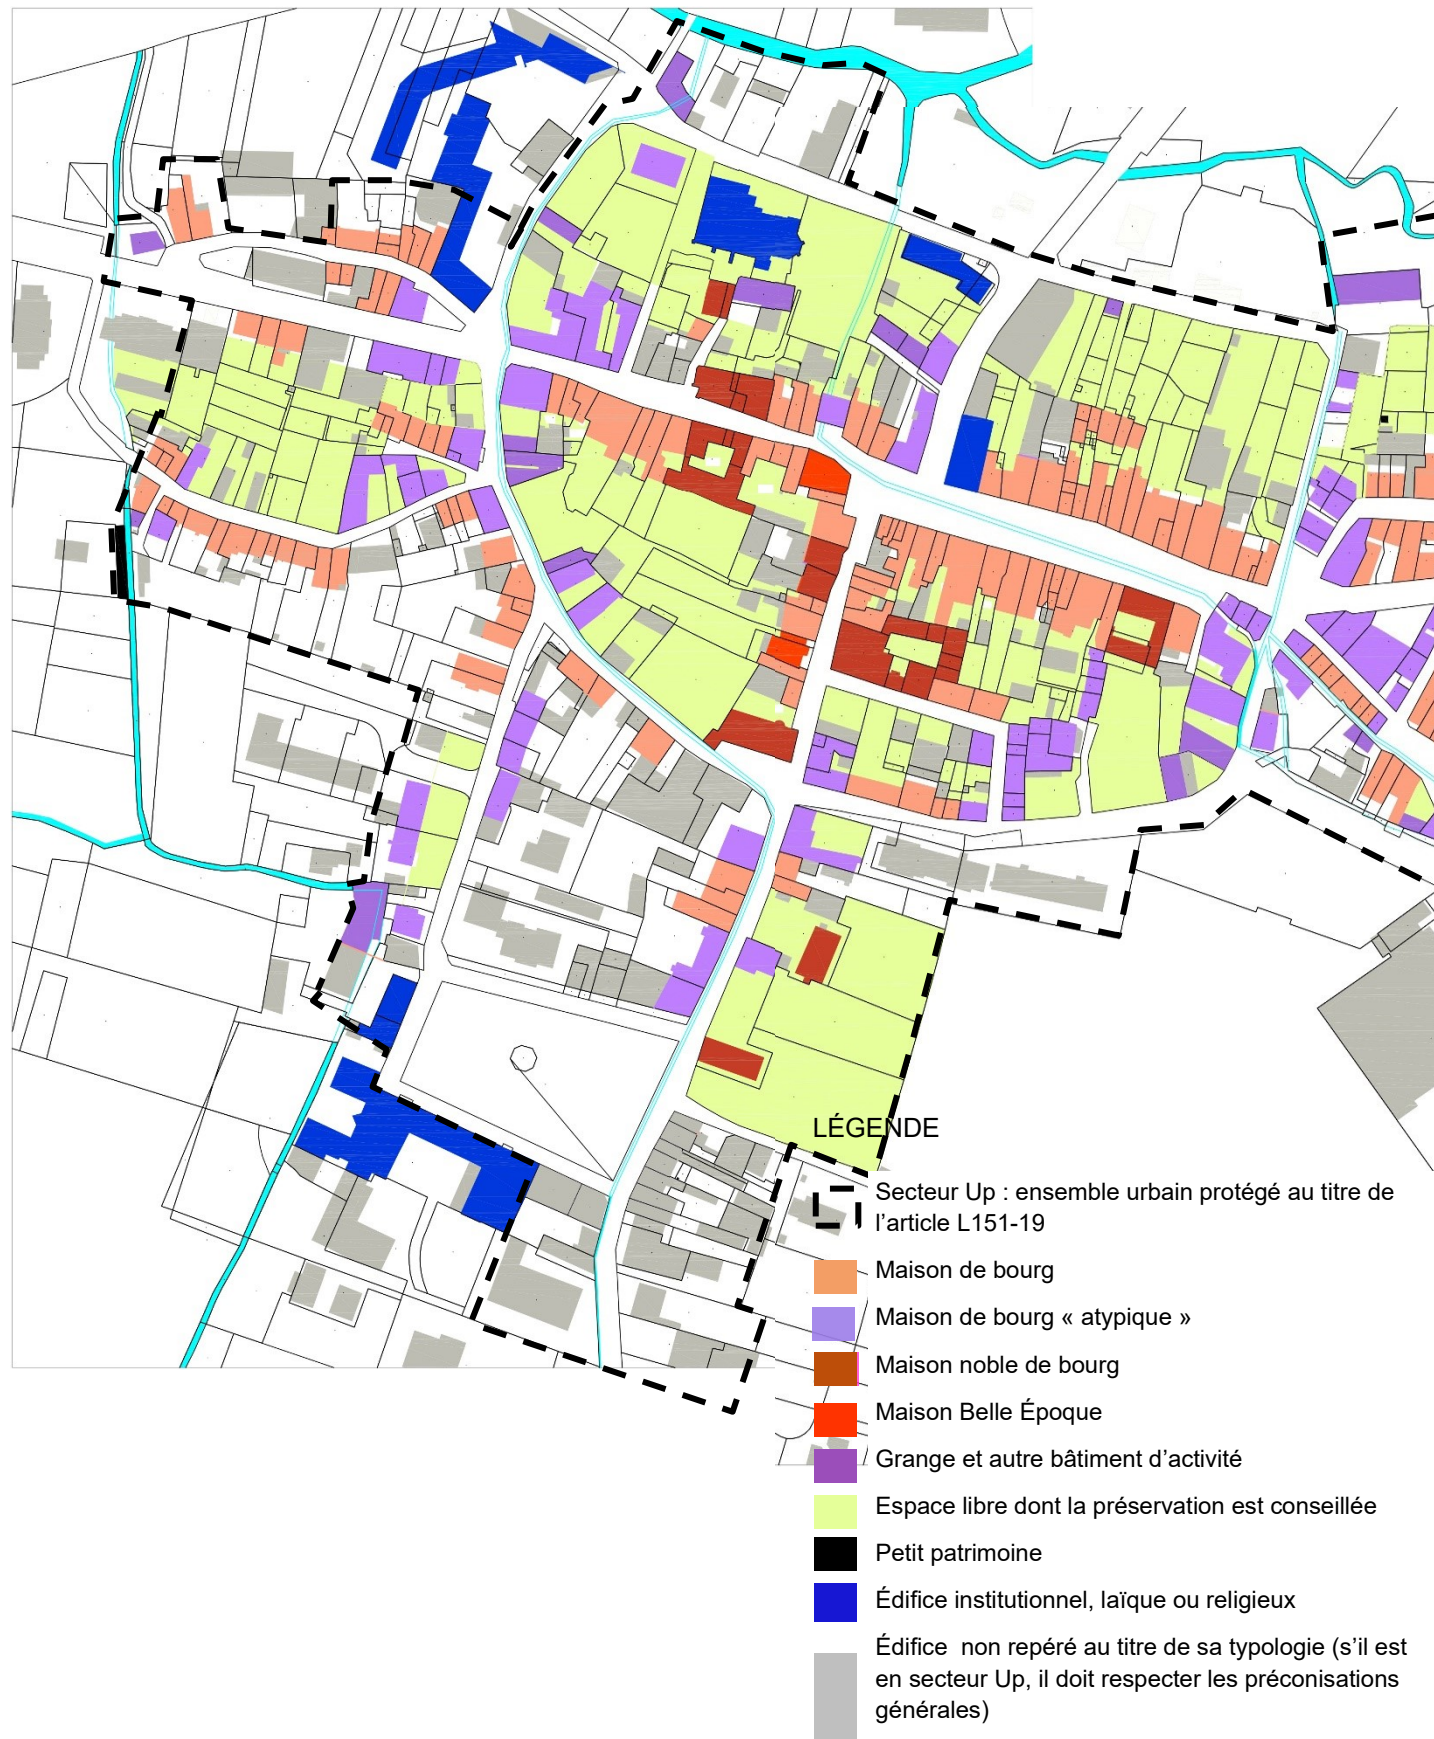 LÉGENDE
Secteur Up : ensemble urbain protégé au titre de
l’article L151-19
Maison de bourg
Maison de bourg « atypique »
Maison noble de bourg
Maison Belle Époque
Grange et autre bâtiment d’activité
Espace libre dont la préservation est conseillée
Petit patrimoine
Édifice institutionnel, laïque ou religieux
Édifice  non repéré au titre de sa typologie (s’il est
en secteur Up, il doit respecter les préconisations
générales)